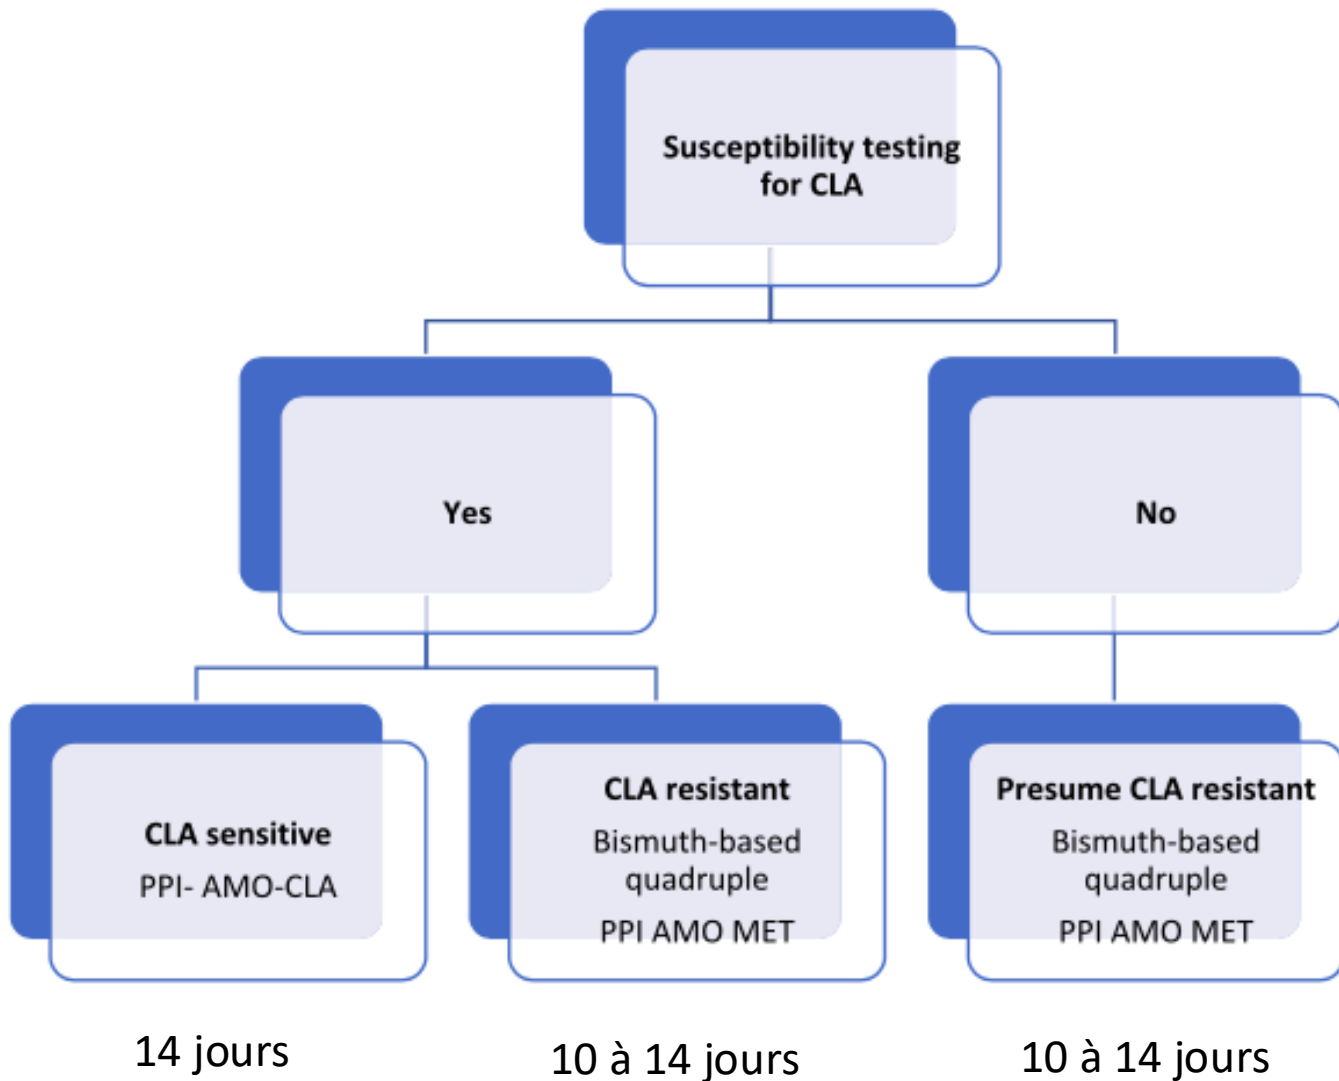 Susceptibility testing
for CLA
Yes
No
CLA sensitive
PPI- AMO-CLA
CLA resistant
Bismuth-based
quadruple
PPI AMO MET
Presume CLA resistant
Bismuth-based
quadruple
PPI AMO MET
14 jours
10 à 14 jours
10 à 14 jours